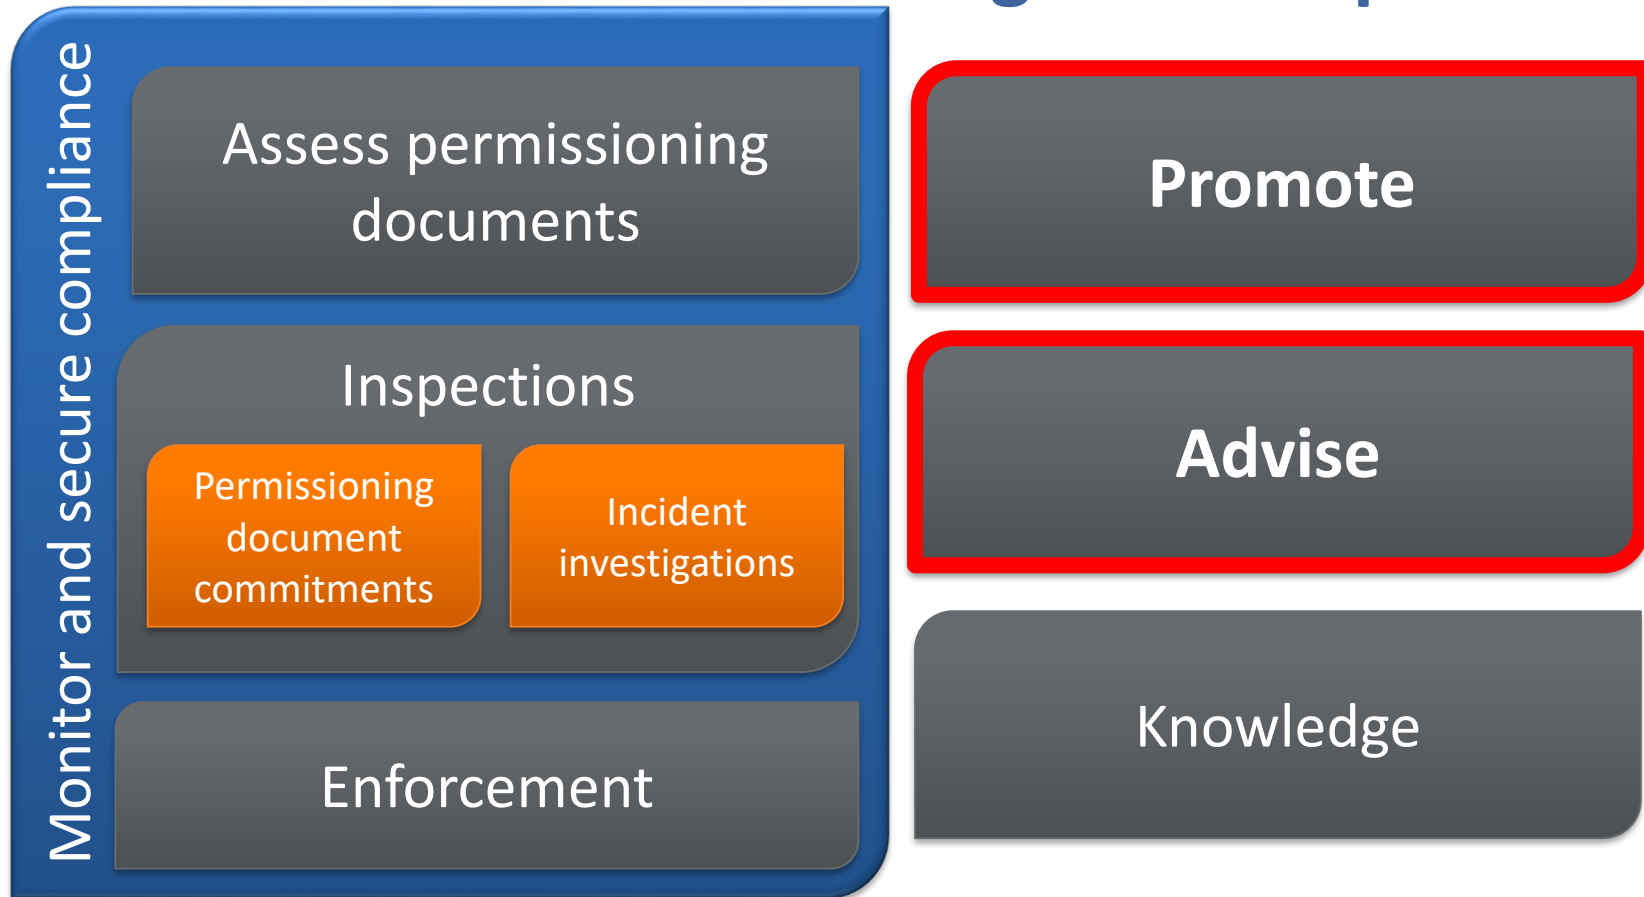 Monitor and secure compliance
Assess permissioning
documents
Inspections
Permissioning
document
commitments
Incident
investigations
Enforcement
Promote
Advise
Knowledge